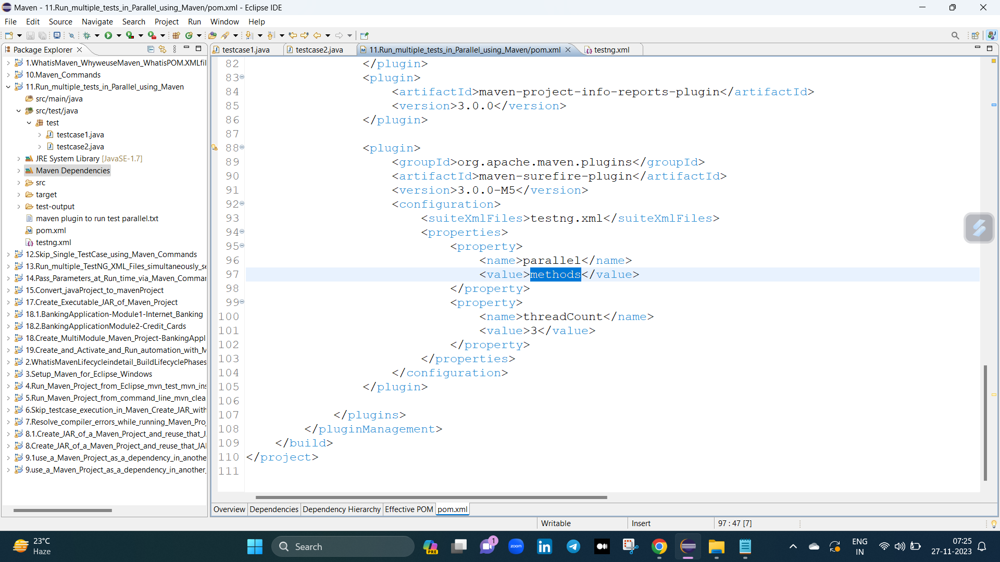 Maven - 11.Run_multiple_tests_in_Parallel_using_Maven/pom.xml - Eclipse IDE
File Edit Source Navigate Search Project Run Window Help
Package Explorer
testcase1.java testcase2.java 11.Run_multiple_tests_in_Parallel_using_Maven/pom.xml testng.xml
1.WhatisMaven_WhyweuseMaven_WhatisPOM.XMLfil
10.Maven_Commands
11.Run_multiple_tests_in_Parallel_using_Maven
src/main/java
src/test/java
test
testcase1.java
testcase2.java
JRE System Library [JavaSE-1.7]
Maven Dependencies
src
target
test-output
maven plugin to run test parallel.txt
pom.xml
testng.xml
12.Skip_Single_TestCase_using_Maven_Commands
13.Run_multiple_TestNG_XML_Files_simultaneously_se
14.Pass_Parameters_at_Run_time_via_Maven_Commar
15.Convert_javaProject_to_mavenProject
17.Create_Executable_JAR_of_Maven_Project
18.1.BankingApplication-Module1-Internet_Banking
18.2.BankingApplicationModule2-Credit_Cards
18.Create_MultiModule_Maven_Project-BankingAppl
19.Create_and_Activate_and_Run_automation_with_M
2.WhatisMavenLifecycleindetail_BuildLifecyclePhases
3.Setup_Maven_for_Eclipse_Windows
4.Run_Maven_Project_from_Eclipse_mvn_test_mvn_ins
5.Run_Maven_Project_from_command_line_mvn_clea
6.Skip_testcase_execution_in_Maven_Create_JAR_with
7.Resolve_compiler_errors_while_running_Maven_Pro
8.1.Create_JAR_of_a_Maven_Project_and_reuse_that_J
8.Create_JAR_of_a_Maven_Project_and_reuse_that_JAI
9.1use_a_Maven_Project_as_a_dependency_in_anothe
9.use_a_Maven_Project_as_a_dependency_in_another_
82 </plugin>
83 <plugin>
84 <artifactId>maven-project-info-reports-plugin</artifactId>
85 <version>3.0.0</version>
86 </plugin>
87
88 <plugin>
89 <groupId>org.apache.maven.plugins</groupId>
90 <artifactId>maven-surefire-plugin</artifactId>
91 <version>3.0.0-M5</version>
92 <configuration>
93 <suiteXmlFiles>testng.xml</suiteXmlFiles>
94 <properties>
95 <property>
96 <name>parallel</name>
97 <value>methods</value>
98 </property>
99 <property>
100 <name>threadCount</name>
101 <value>3</value>
102 </property>
103 </properties>
104 </configuration>
105 </plugin>
106
107 </plugins>
108 </pluginManagement>
109 </build>
110 </project>
111
Overview Dependencies Dependency Hierarchy Effective POM pom.xml
Writable Insert 97 : 47 [7]
23°C
Haze
Search
PRE
1
zoom
in
ENG
IN
07:25
27-11-2023